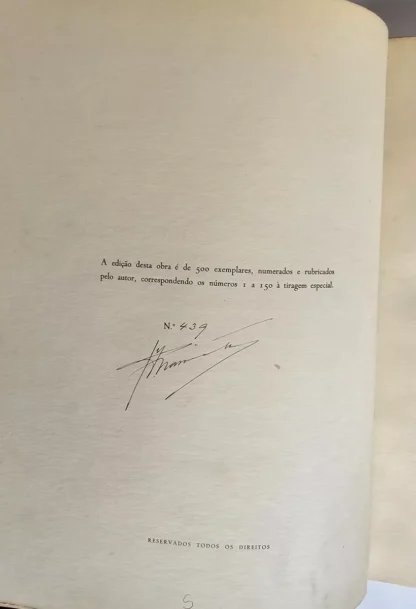 A edição desta obra é de 500 exemplares, numerados e rubricados
pelo autor, correspondendo os números 1 a 150 à tiragem especial.
N.º 439
RESERVADOS TODOS OS DIREITOS
S